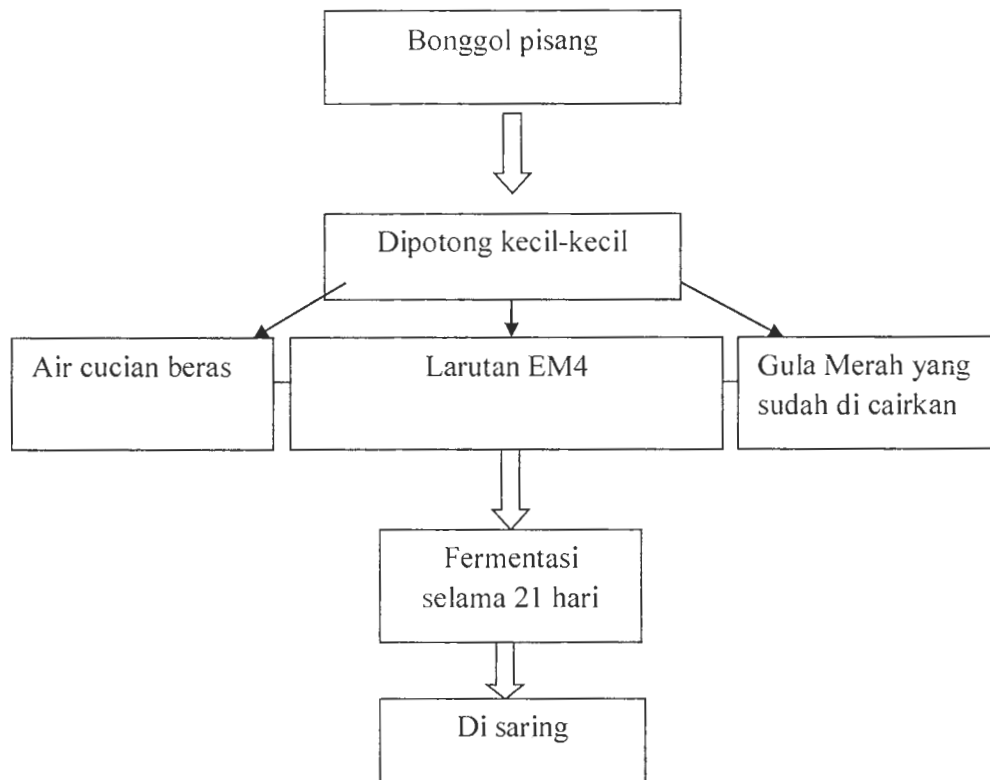 Bonggol pisang
Dipotong kecil-kecil
Air cucian beras
Larutan EM4
Gula Merah yang
sudah di cairkan
Fermentasi
selama 21 hari
Di saring